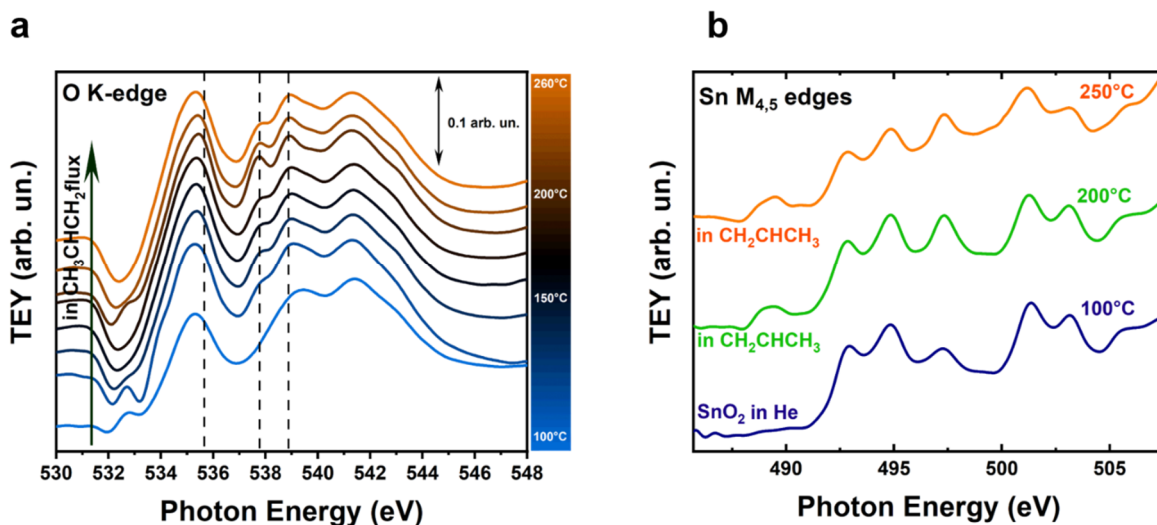 a
O K-edge
0.1 arb. un.
in CH₃CHCH₂ flux
260°C
200°C
150°C
100°C
TEY (arb. un.)
530 532 534 536 538 540 542 544 546 548
Photon Energy (eV)
b
Sn M₄,₅ edges
250°C
in CH₂CHCH₃
200°C
in CH₂CHCH₃
100°C
SnO₂ in He
TEY (arb. un.)
490 495 500 505
Photon Energy (eV)